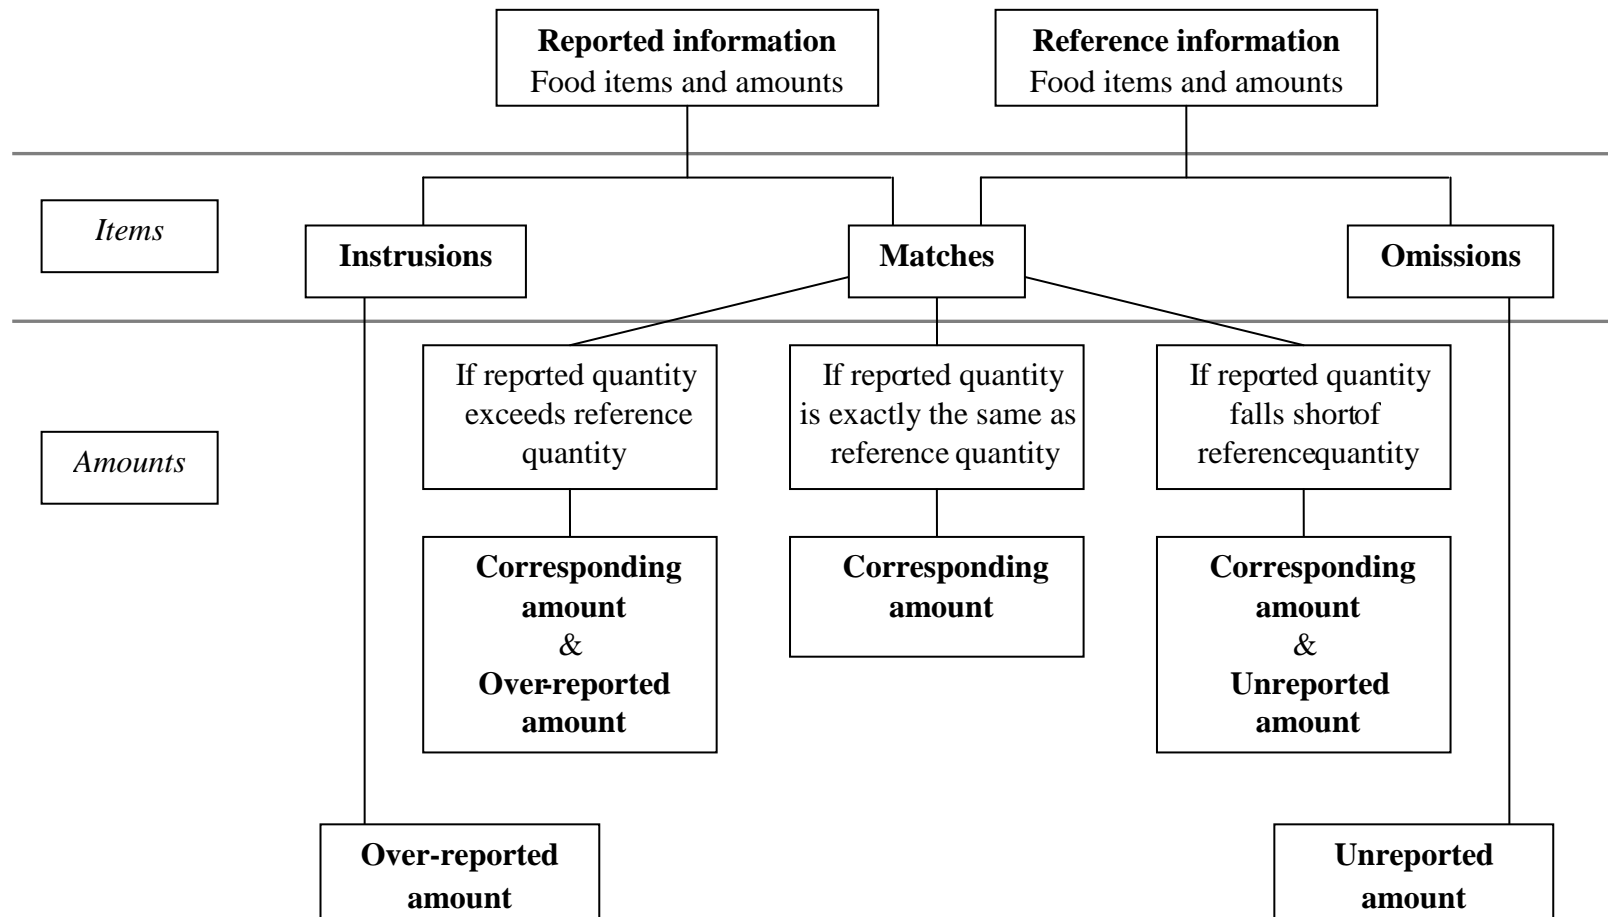 Reported information
Food items and amounts
Reference information
Food items and amounts
Items
Instrusions
Matches
Omissions
Amounts
If reported quantity
exceeds reference
quantity
If reported quantity
is exactly the same as
reference quantity
If reported quantity
falls shortof
referencequantity
Corresponding
amount
&
Over-reported
amount
Corresponding
amount
Corresponding
amount
&
Unreported
amount
Over-reported
amount
Unreported
amount